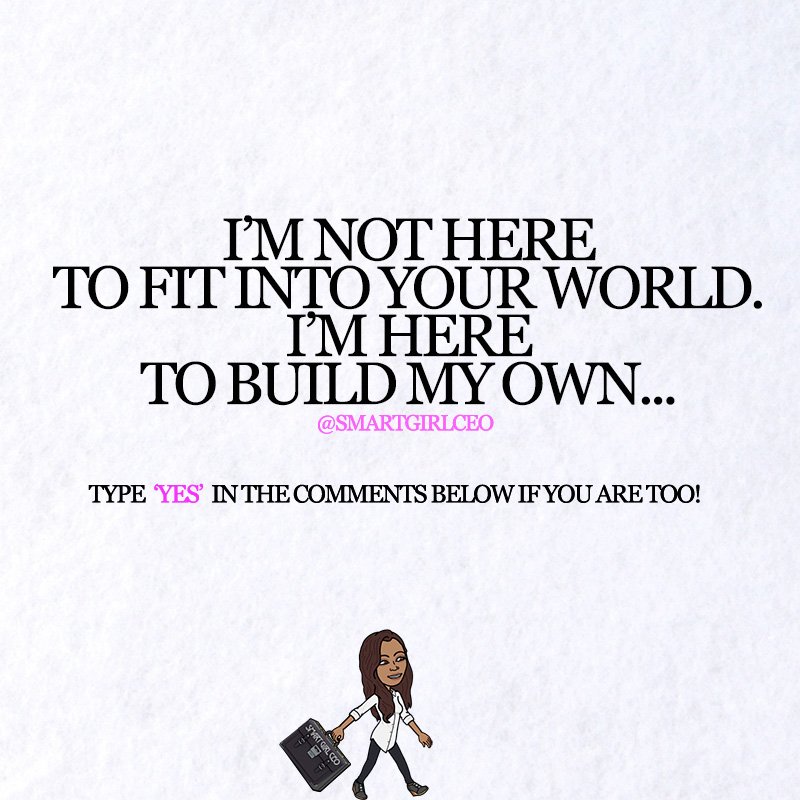 I'M NOT HERE
TO FIT INTO YOUR WORLD.
I'M HERE
TO BUILD MY OWN...
@SMARTGIRLCEO
TYPE 'YES' IN THE COMMENTS BELOW IF YOU ARE TOO!
SMART GIRL CEO